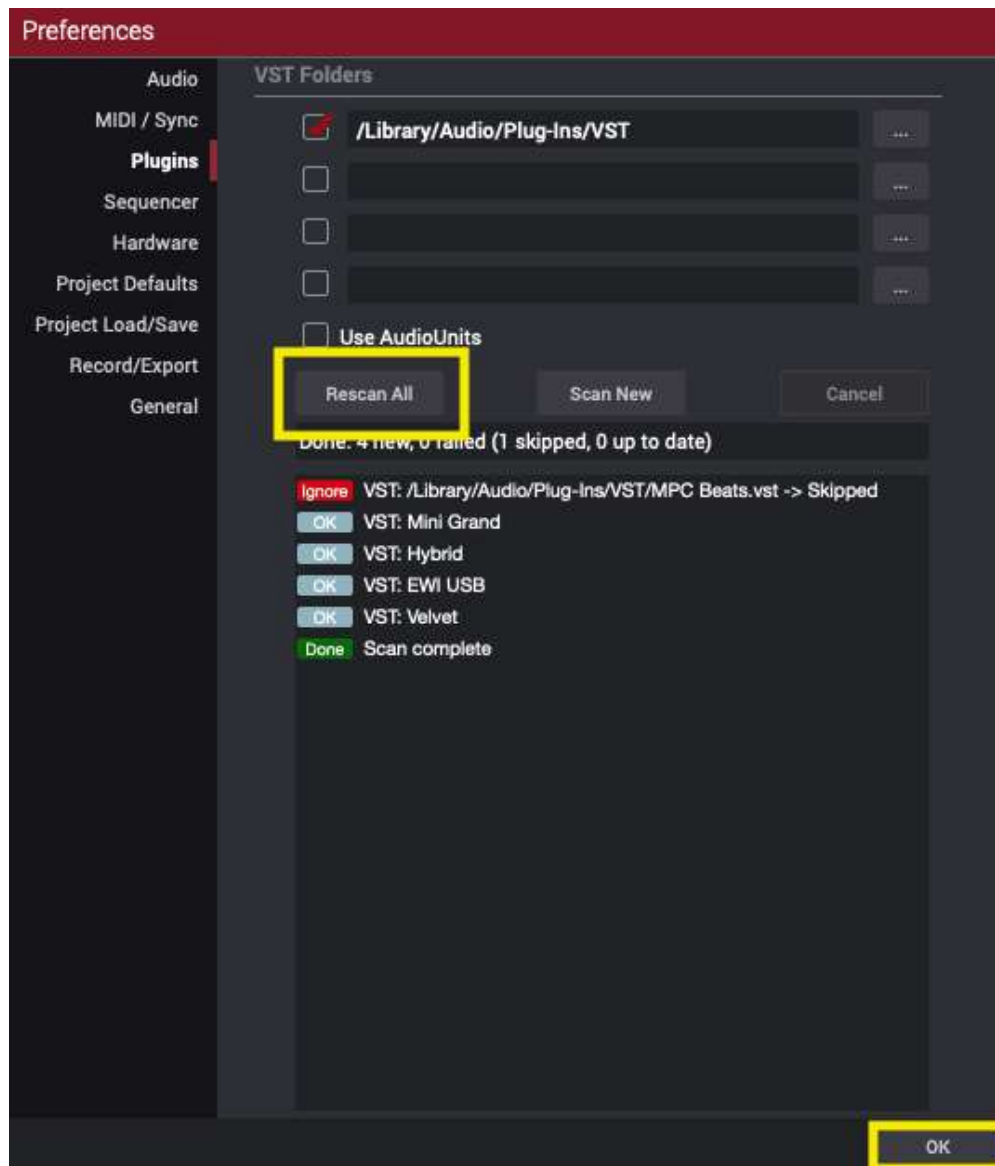 Preferences
Audio
MIDI / Sync
Plugins
Sequencer
Hardware
Project Defaults
Project Load/Save
Record/Export
General
VST Folders
/Library/Audio/Plug-Ins/VST ...
...
...
...
Use AudioUnits
Rescan All Scan New Cancel
Done: 4 new, 0 failed (1 skipped, 0 up to date)
Ignore VST: /Library/Audio/Plug-Ins/VST/MPC Beats.vst -> Skipped
OK VST: Mini Grand
OK VST: Hybrid
OK VST: EWI USB
OK VST: Velvet
Done Scan complete
OK